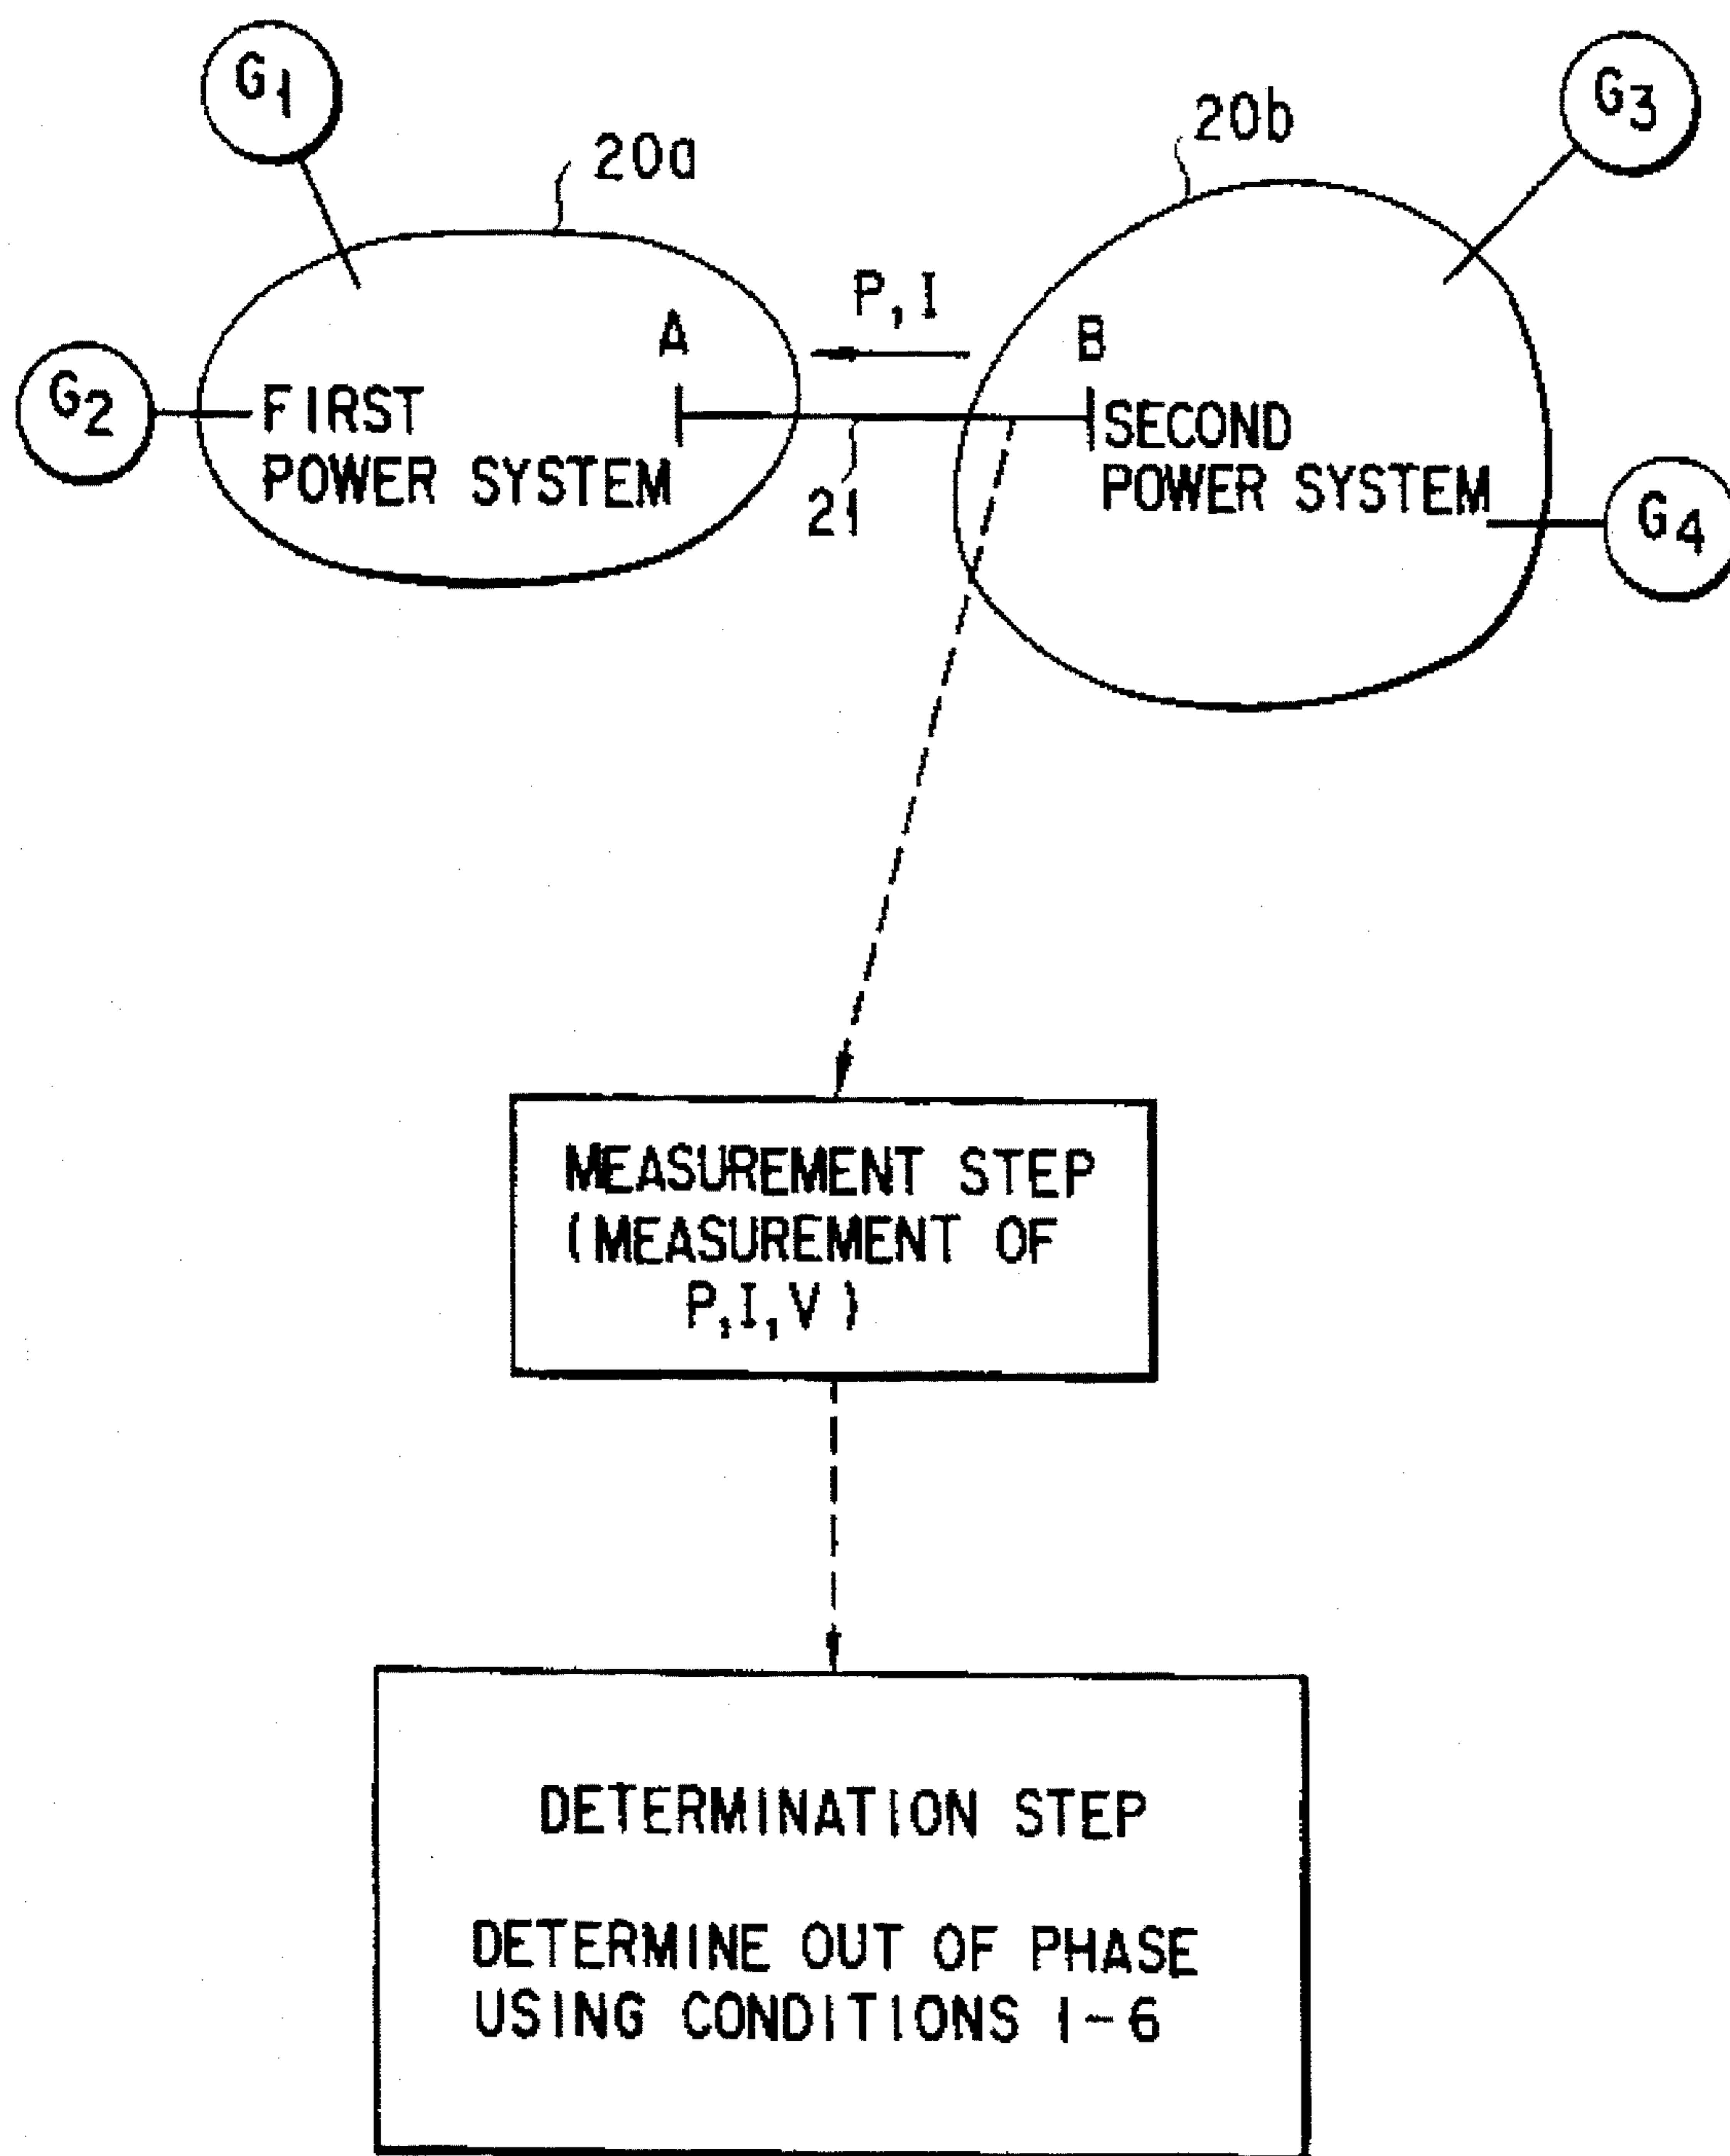 G1
20a
20b
G3
P, I
A
B
G2
FIRST
POWER SYSTEM
21
SECOND
POWER SYSTEM
G4
MEASUREMENT STEP
(MEASUREMENT OF
P, I, V)
DETERMINATION STEP
DETERMINE OUT OF PHASE
USING CONDITIONS 1-6